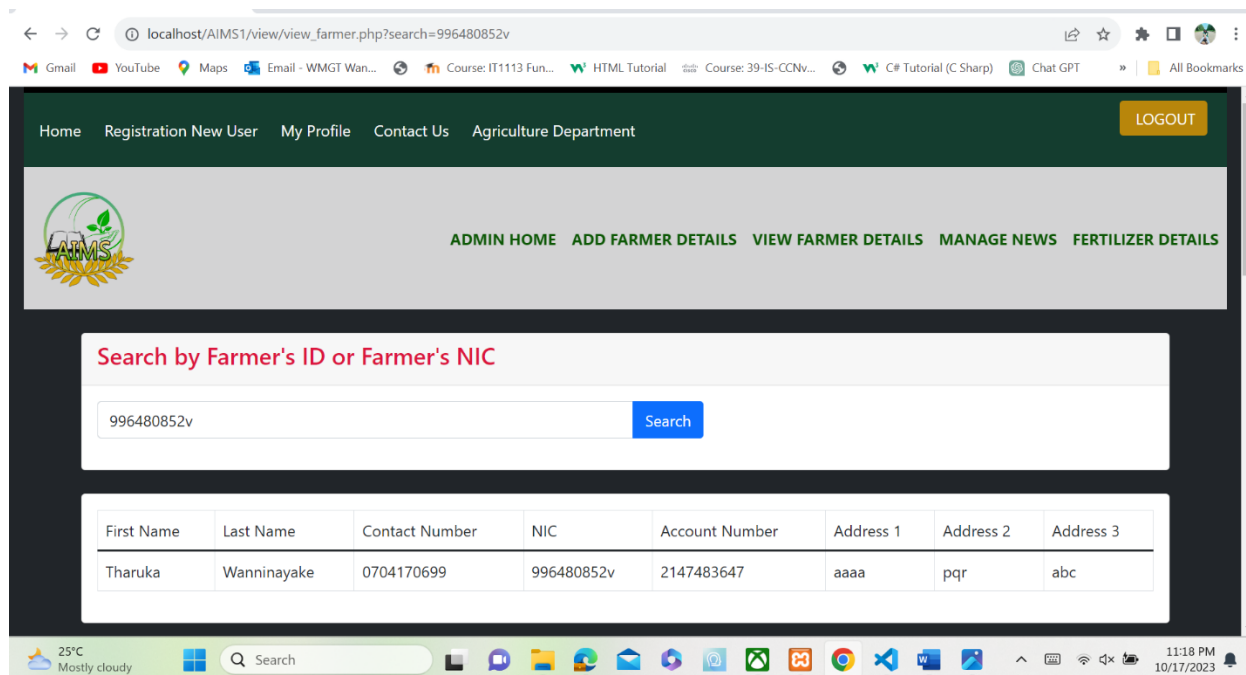 localhost/AIMS1/view/view_farmer.php?search=996480852v
Gmail YouTube Maps Email - WMGT Wan... Course: IT1113 Fun... HTML Tutorial Course: 39-IS-CCNv... C# Tutorial (C Sharp) Chat GPT » All Bookmarks
Home Registration New User My Profile Contact Us Agriculture Department LOGOUT
AIMS
ADMIN HOME ADD FARMER DETAILS VIEW FARMER DETAILS MANAGE NEWS FERTILIZER DETAILS
Search by Farmer's ID or Farmer's NIC
996480852v Search
First Name Last Name Contact Number NIC Account Number Address 1 Address 2 Address 3
Tharuka Wanninayake 0704170699 996480852v 2147483647 aaaa pqr abc
25°C
Mostly cloudy
Search
11:18 PM
10/17/2023